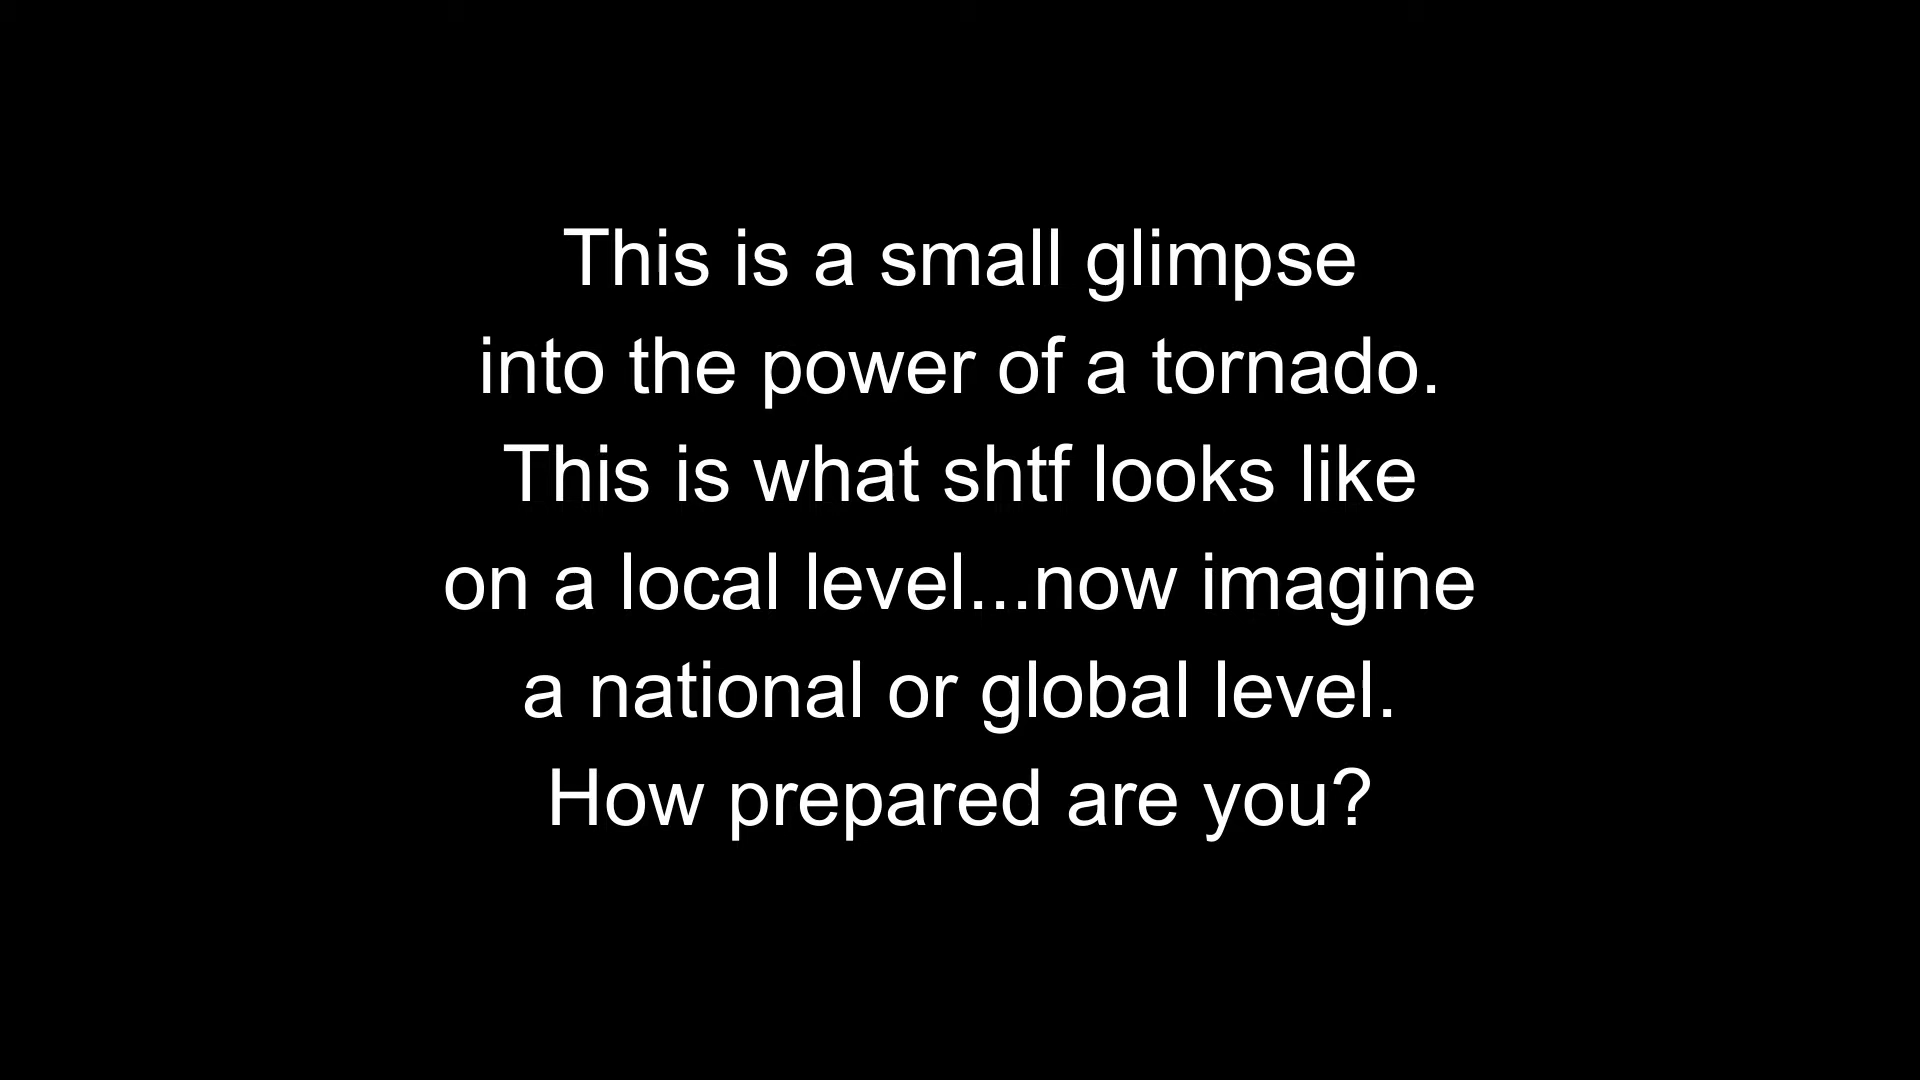 This is a small glimpse
into the power of a tornado.
This is what shtf looks like
on a local level...now imagine
a national or global level.
How prepared are you?